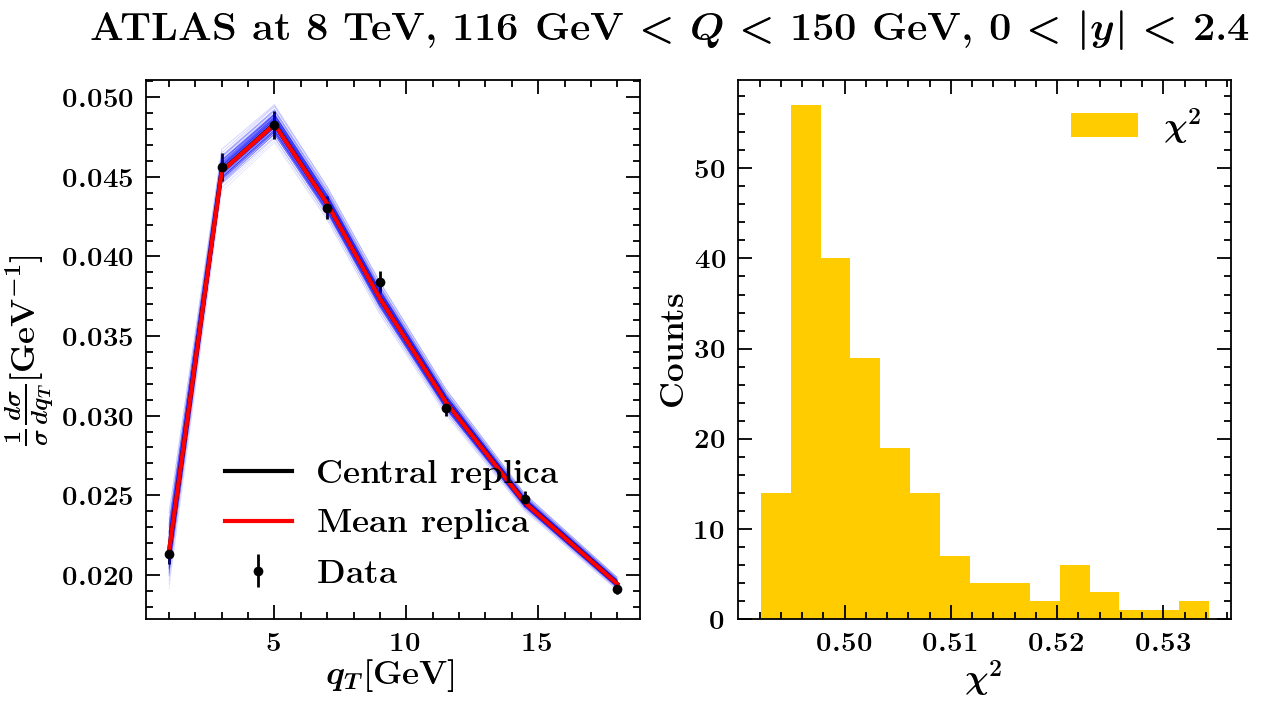 ATLAS at 8 TeV, 116 GeV < Q < 150 GeV, 0 < |y| < 2.4
0.050
0.045
0.040
0.035
0.030
0.025
0.020
1/σ dσ/dq_T [GeV⁻¹]
Central replica
Mean replica
Data
5 10 15
q_T[GeV]
χ²
50
40
30
20
10
0
Counts
0.50 0.51 0.52 0.53
χ²